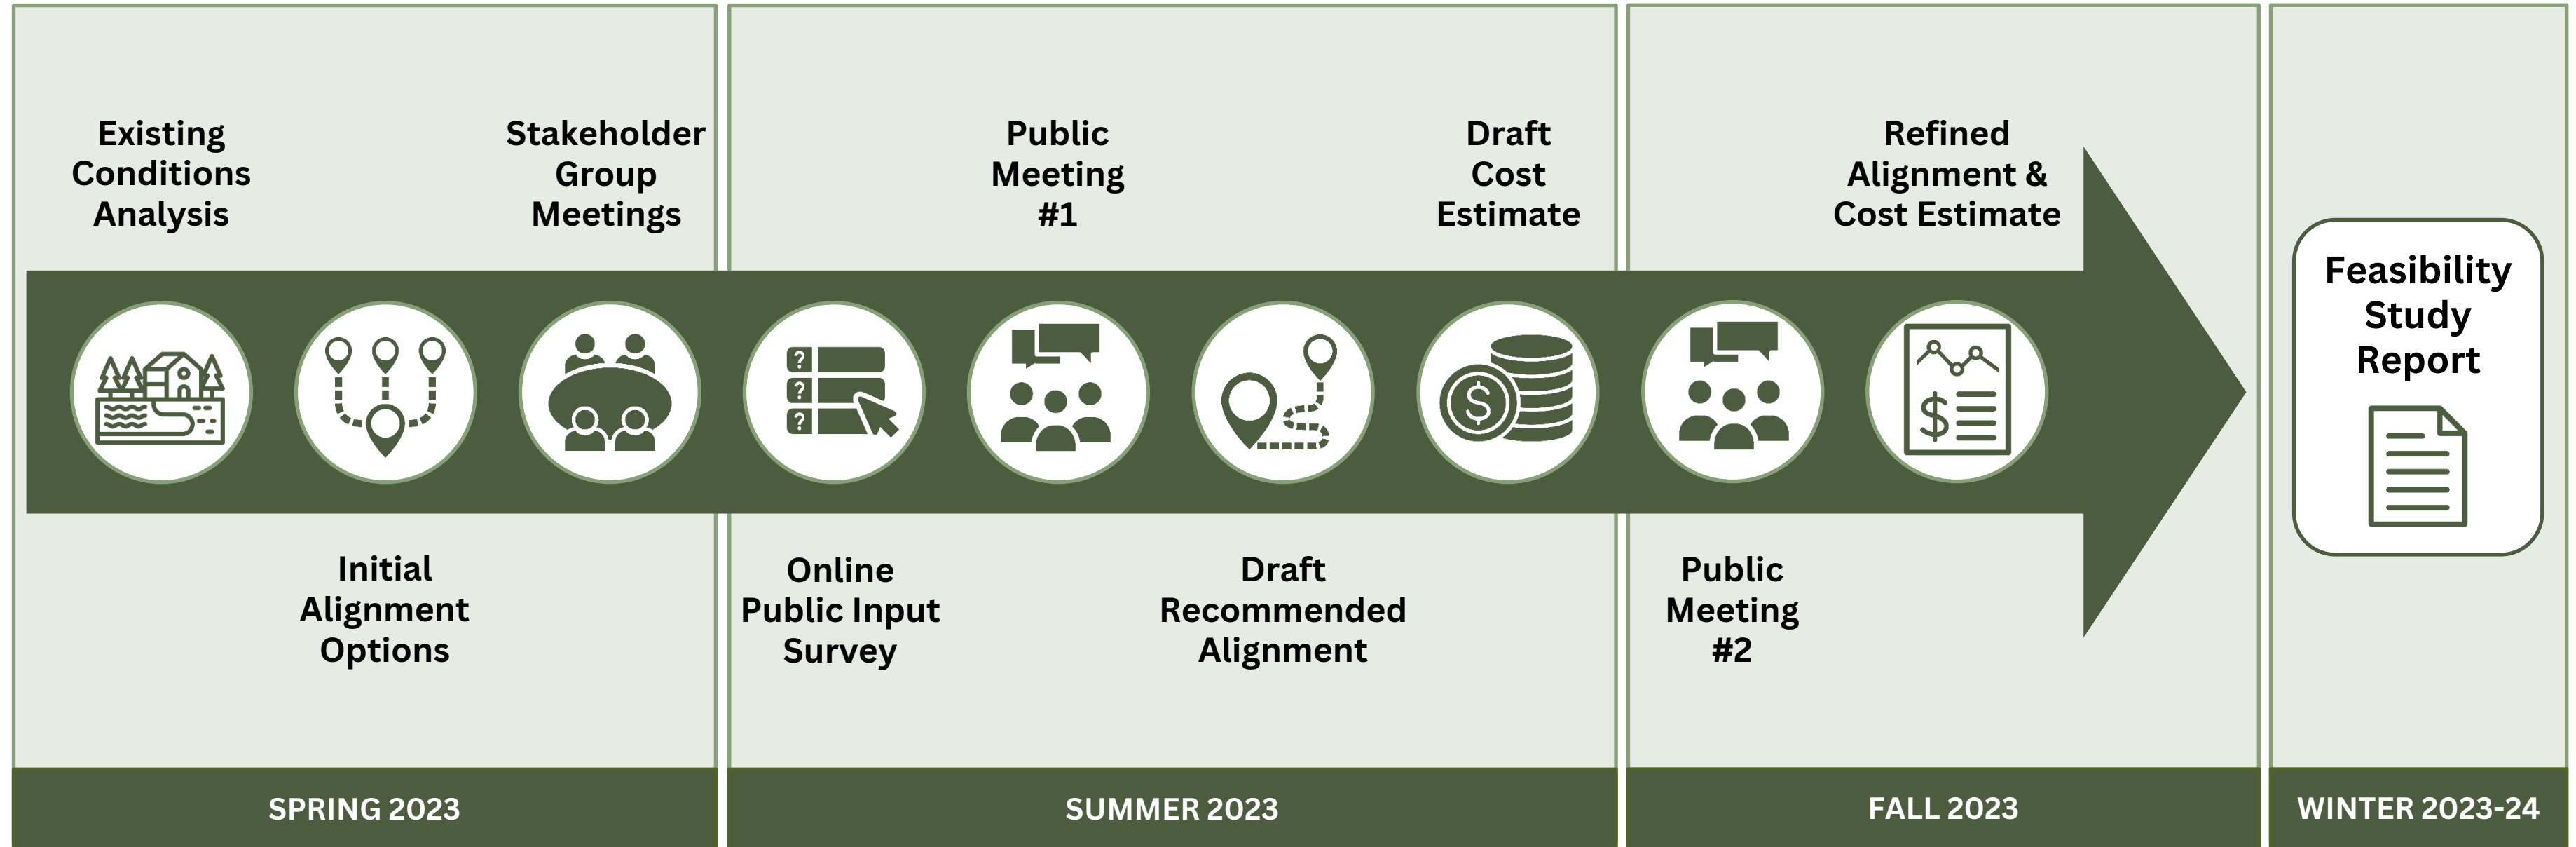 Existing
Conditions
Analysis
Initial
Alignment
Options
Stakeholder
Group
Meetings
SPRING 2023
? 
?
?
Online
Public Input
Survey
Public
Meeting
#1
Draft
Recommended
Alignment
$
Draft
Cost
Estimate
SUMMER 2023
Public
Meeting
#2
Refined
Alignment &
Cost Estimate
$
FALL 2023
Feasibility
Study
Report
WINTER 2023-24